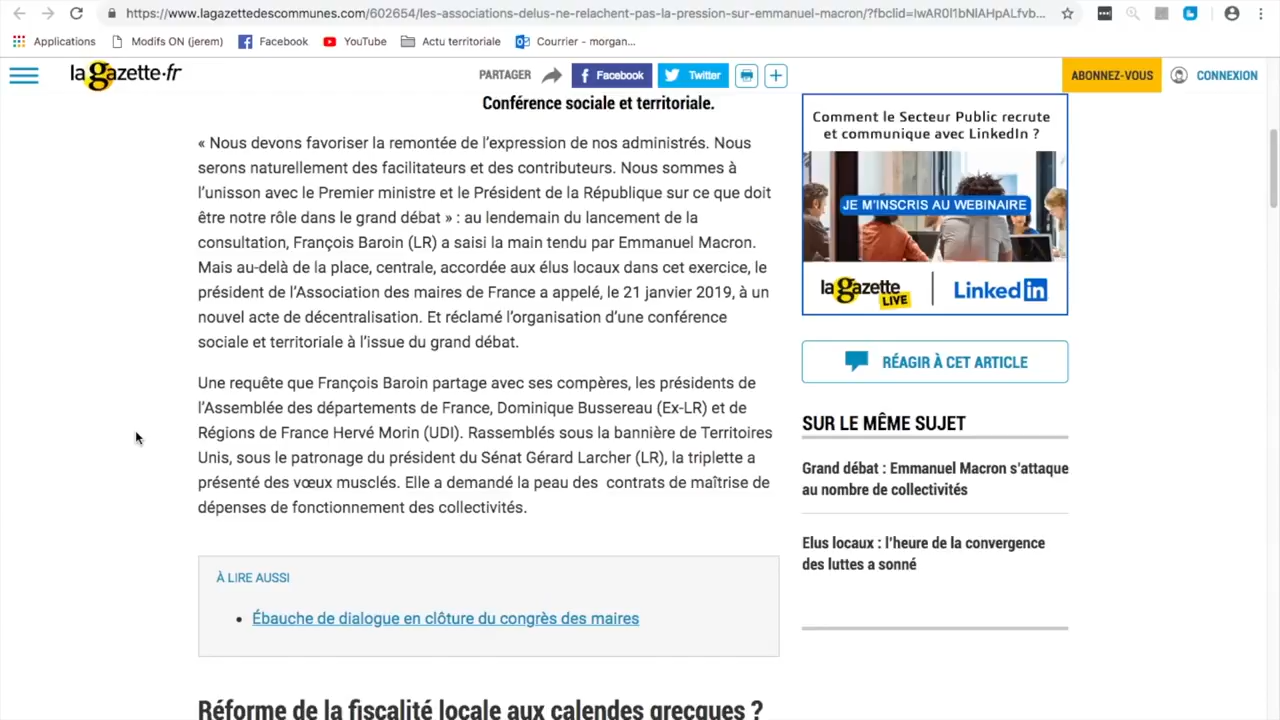 https://www.lagazettedescommunes.com/602654/les-associations-delus-ne-relachent-pas-la-pression-sur-emmanuel-macron/?fbclid=IwAR0l1bNlAHpALfvb...
Applications Modifs ON (jerem) Facebook YouTube Actu territoriale Courrier - morgan...
la gazette.fr PARTAGER Facebook Twitter ABONNEZ-VOUS CONNEXION
Conférence sociale et territoriale.
« Nous devons favoriser la remontée de l’expression de nos administrés. Nous
serons naturellement des facilitateurs et des contributeurs. Nous sommes à
l’unisson avec le Premier ministre et le Président de la République sur ce que doit
être notre rôle dans le grand débat » : au lendemain du lancement de la
consultation, François Baroin (LR) a saisi la main tendu par Emmanuel Macron.
Mais au-delà de la place, centrale, accordée aux élus locaux dans cet exercice, le
président de l’Association des maires de France a appelé, le 21 janvier 2019, à un
nouvel acte de décentralisation. Et réclamé l’organisation d’une conférence
sociale et territoriale à l’issue du grand débat.
Une requête que François Baroin partage avec ses compères, les présidents de
l’Assemblée des départements de France, Dominique Bussereau (Ex-LR) et de
Régions de France Hervé Morin (UDI). Rassemblés sous la bannière de Territoires
Unis, sous le patronage du président du Sénat Gérard Larcher (LR), la triplette a
présenté des vœux musclés. Elle a demandé la peau des contrats de maîtrise de
dépenses de fonctionnement des collectivités.
À LIRE AUSSI
• Ébauche de dialogue en clôture du congrès des maires
Réforme de la fiscalité locale aux calendes grecques ?
Comment le Secteur Public recrute
et communique avec LinkedIn ?
JE M'INSCRIS AU WEBINAIRE
la gazette LIVE LinkedIn
RÉAGIR À CET ARTICLE
SUR LE MÊME SUJET
Grand débat : Emmanuel Macron s’attaque
au nombre de collectivités
Elus locaux : l’heure de la convergence
des luttes a sonné